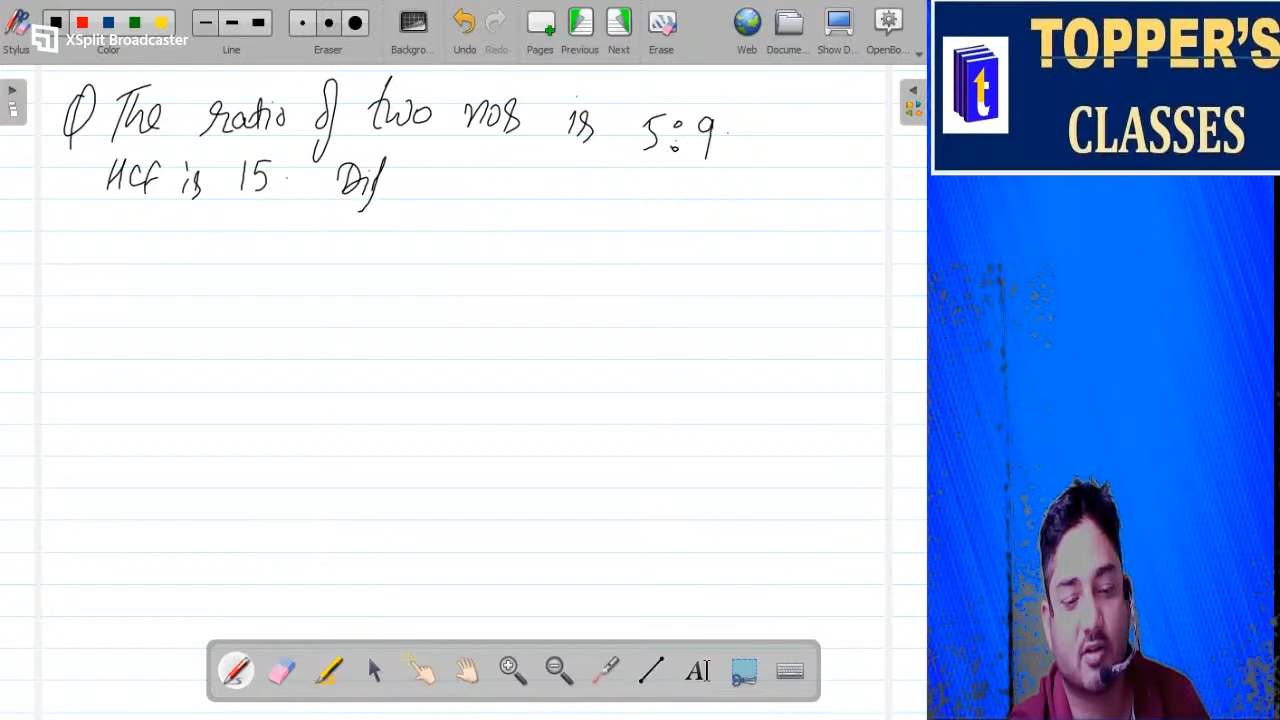 Stylus
Color
Line
Eraser
Backgro...
Undo
Redo
Pages
Previous
Next
Erase
Web
Docume...
Show D...
OpenBo...
XSplit Broadcaster
TOPPER'S
CLASSES
t
Q The ratio of two nos is 5:9.
HCF is 15. Dif
AI